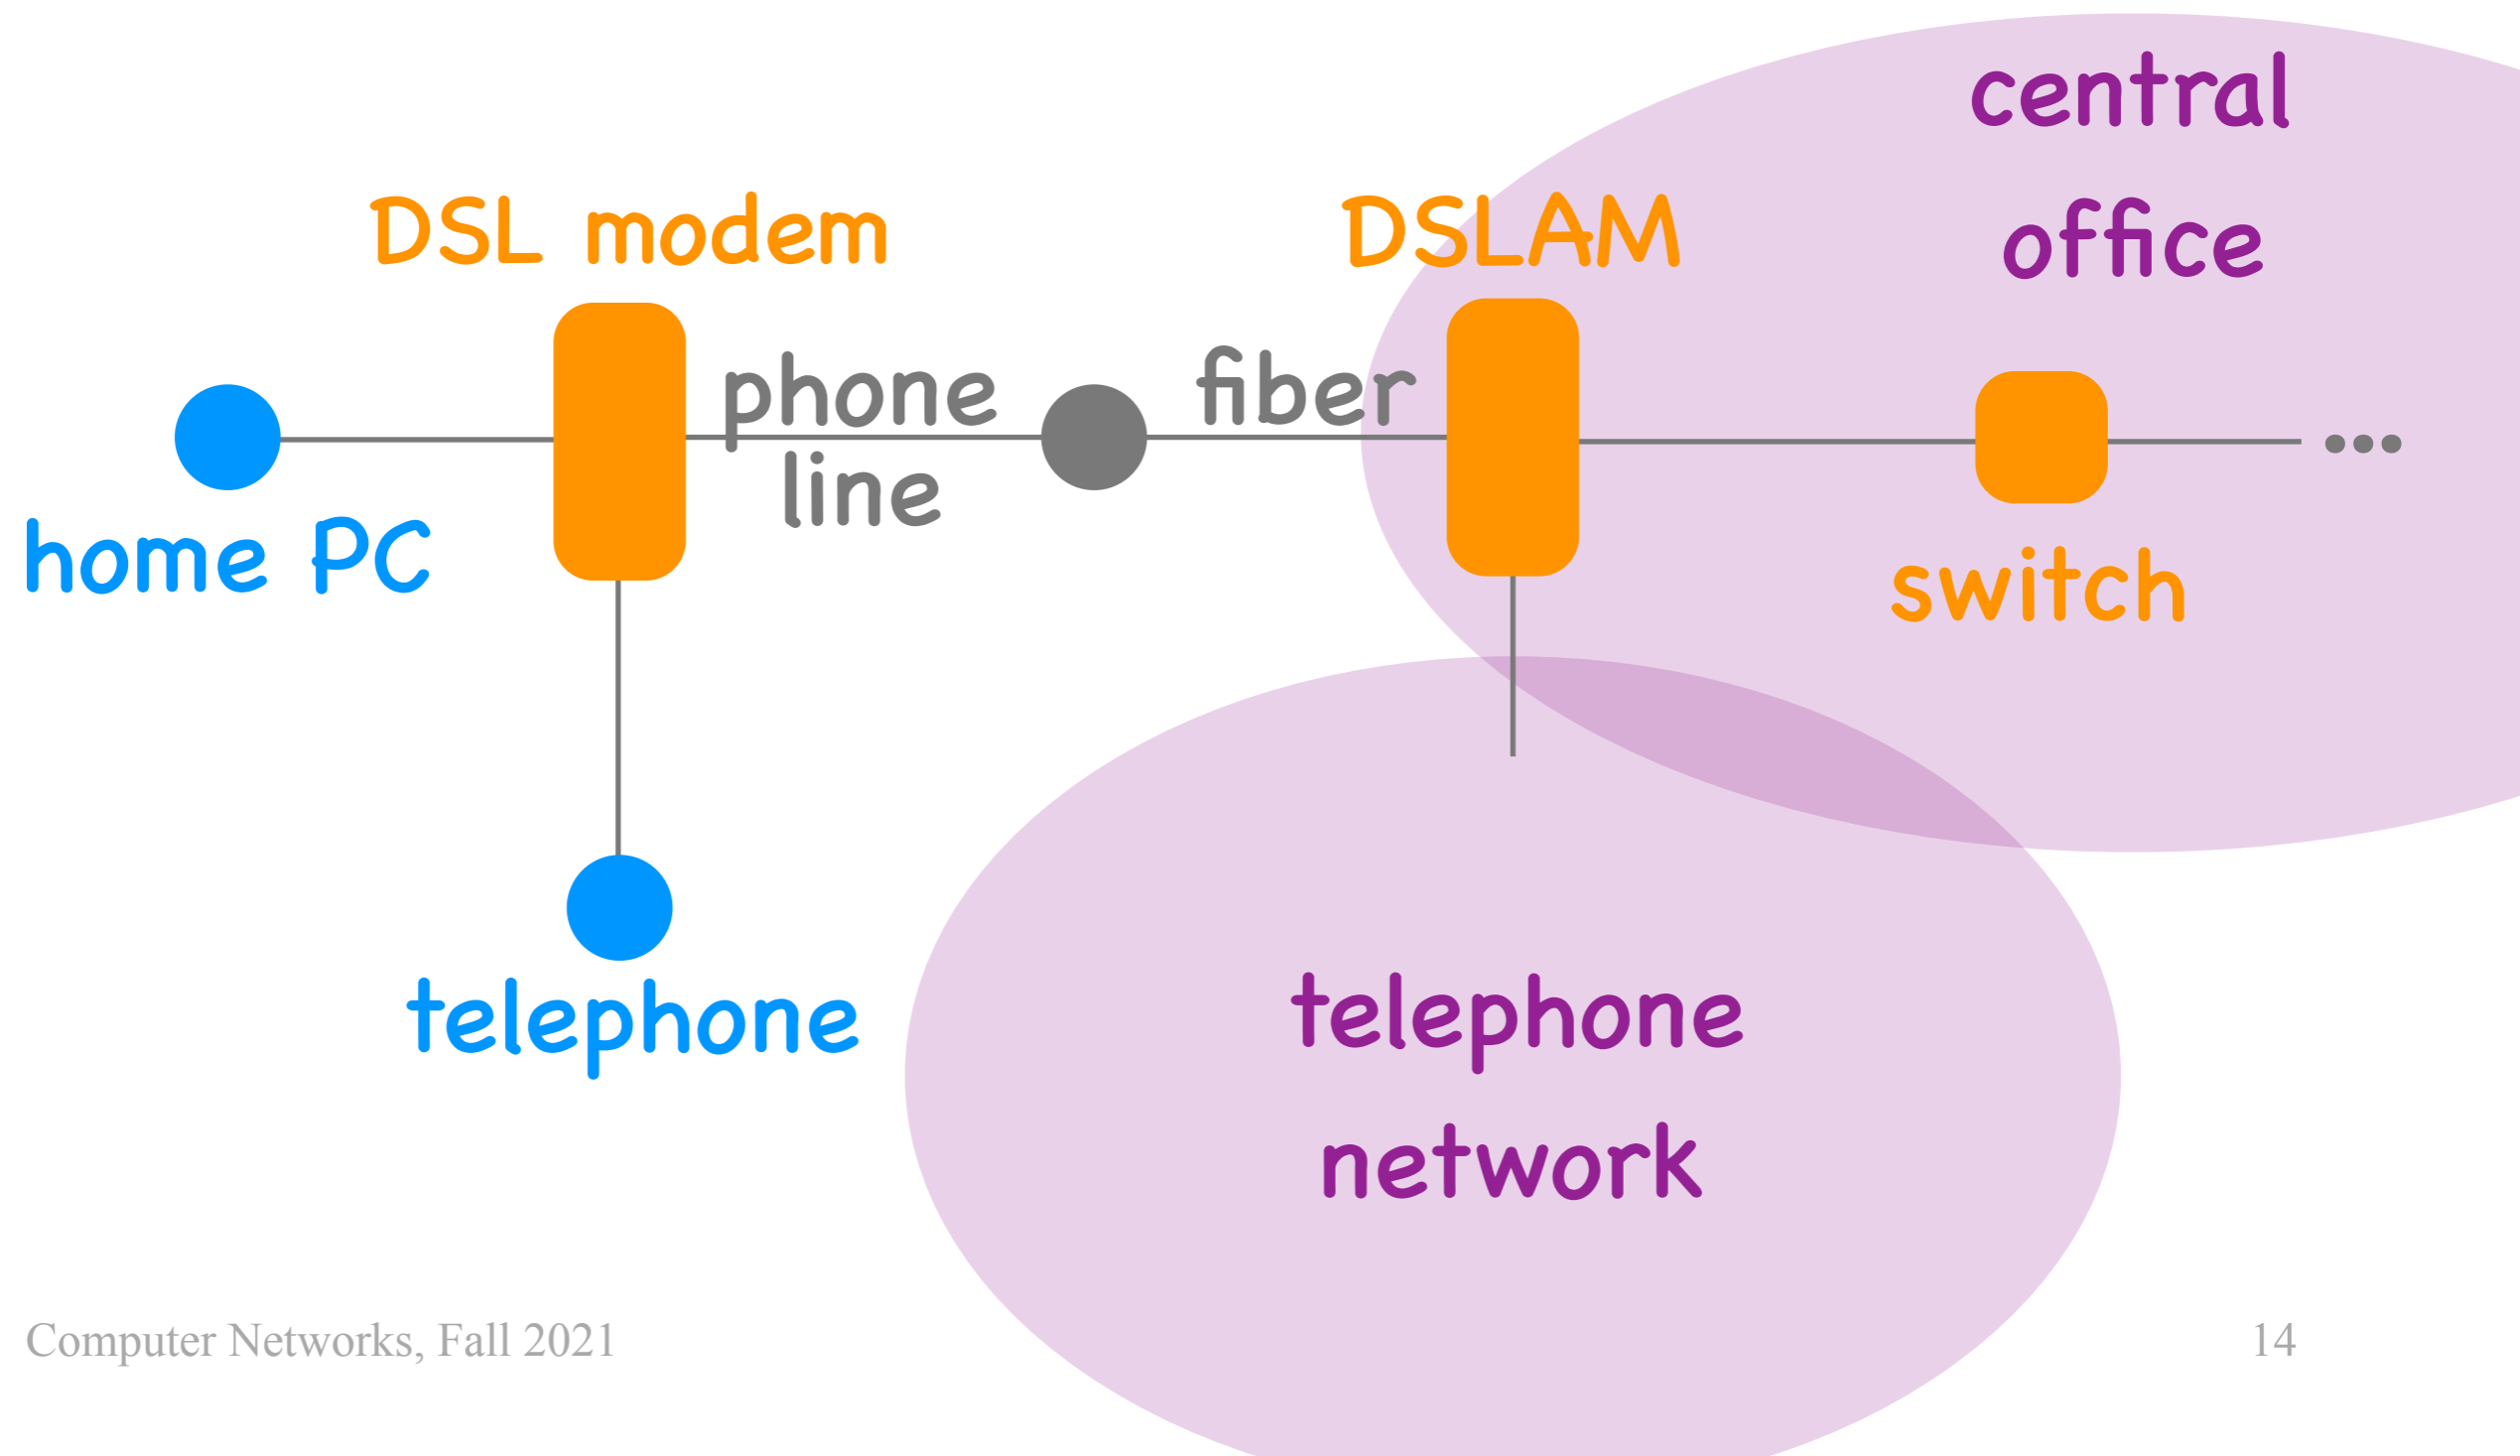 central
office
DSL modem
DSLAM
phone
line
fiber
home PC
switch
telephone
telephone
network
Computer Networks, Fall 2021
14